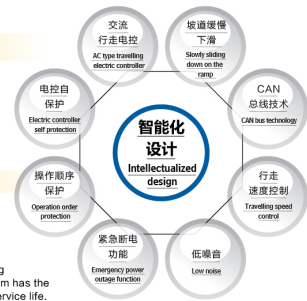 交流
行走电控
AC type travelling
electric controller
坡道缓慢
下滑
Slowly sliding
down on the
ramp
电控自
保护
Electric controller
self protection
CAN
总线技术
CAN bus technology
智能化
设计
Intellectualized
design
操作顺序
保护
Operation order
protection
行走
速度控制
Travelling speed
control
紧急断电
功能
Emergency power
outage function
低噪音
Low noise
g
m has the
ervice life.